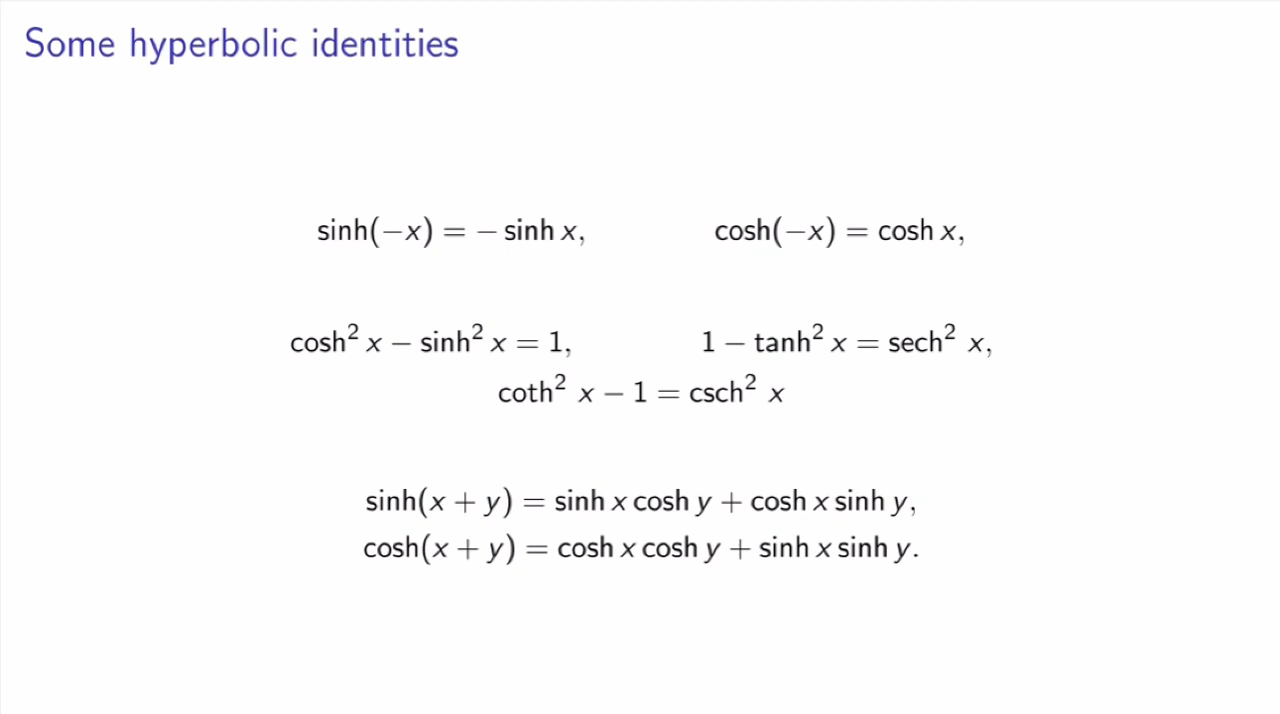 Some hyperbolic identities
sinh(−x) = − sinh x, cosh(−x) = cosh x,
cosh² x − sinh² x = 1, 1 − tanh² x = sech² x,
coth² x − 1 = csch² x
sinh(x + y) = sinh x cosh y + cosh x sinh y,
cosh(x + y) = cosh x cosh y + sinh x sinh y.